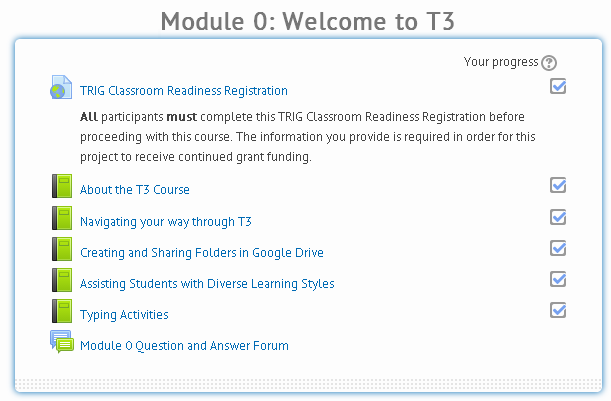 Module 0: Welcome to T3
Your progress ?
TRIG Classroom Readiness Registration
All participants must complete this TRIG Classroom Readiness Registration before
proceeding with this course. The information you provide is required in order for this
project to receive continued grant funding.
About the T3 Course
Navigating your way through T3
Creating and Sharing Folders in Google Drive
Assisting Students with Diverse Learning Styles
Typing Activities
Module 0 Question and Answer Forum